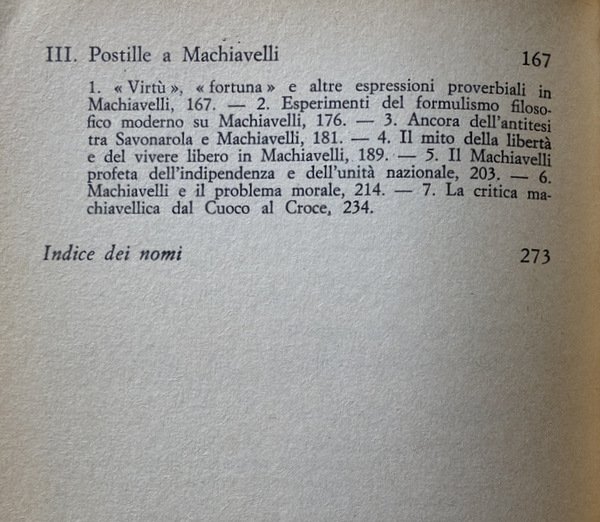 III. Postille a Machiavelli 167
1. « Virtù », « fortuna » e altre espressioni proverbiali in
Machiavelli, 167. — 2. Esperimenti del formulismo filoso-
fico moderno su Machiavelli, 176. — 3. Ancora dell'antitesi
tra Savonarola e Machiavelli, 181. — 4. Il mito della libertà
e del vivere libero in Machiavelli, 189. — 5. Il Machiavelli
profeta dell'indipendenza e dell'unità nazionale, 203. — 6.
Machiavelli e il problema morale, 214. — 7. La critica ma-
chiavellica dal Cuoco al Croce, 234.
Indice dei nomi 273